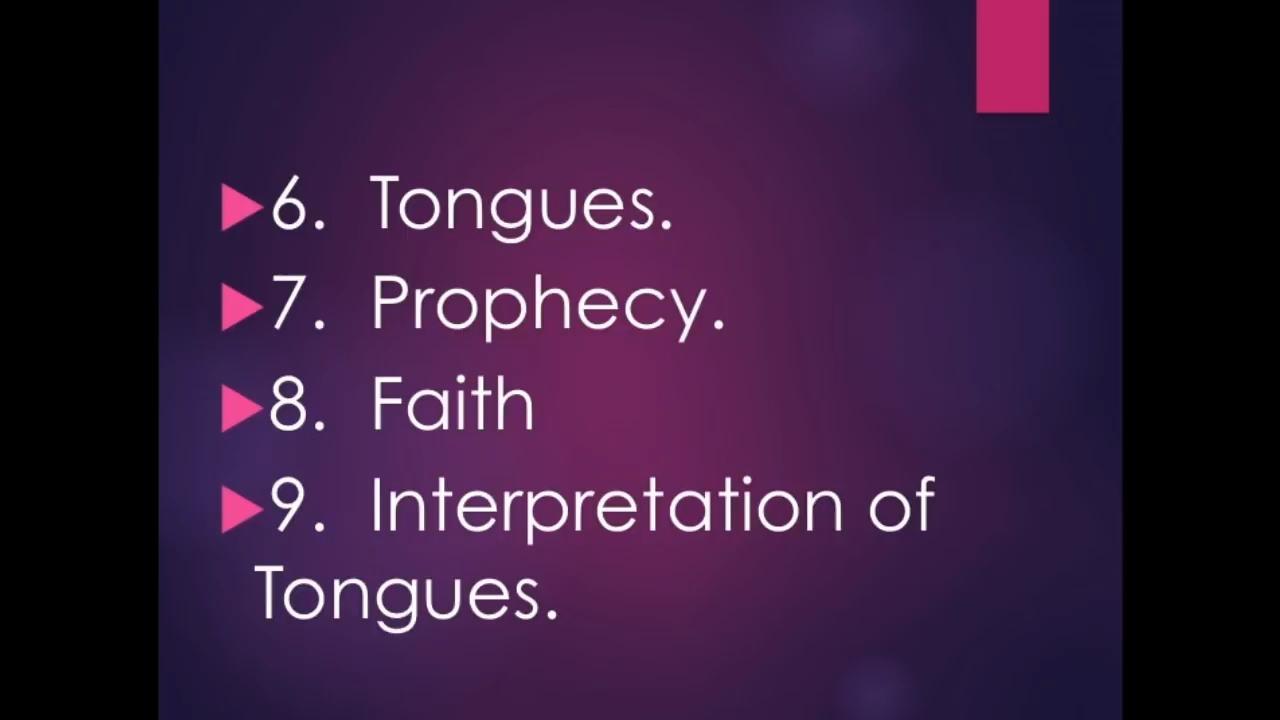 6. Tongues.
7. Prophecy.
8. Faith
9. Interpretation of
Tongues.